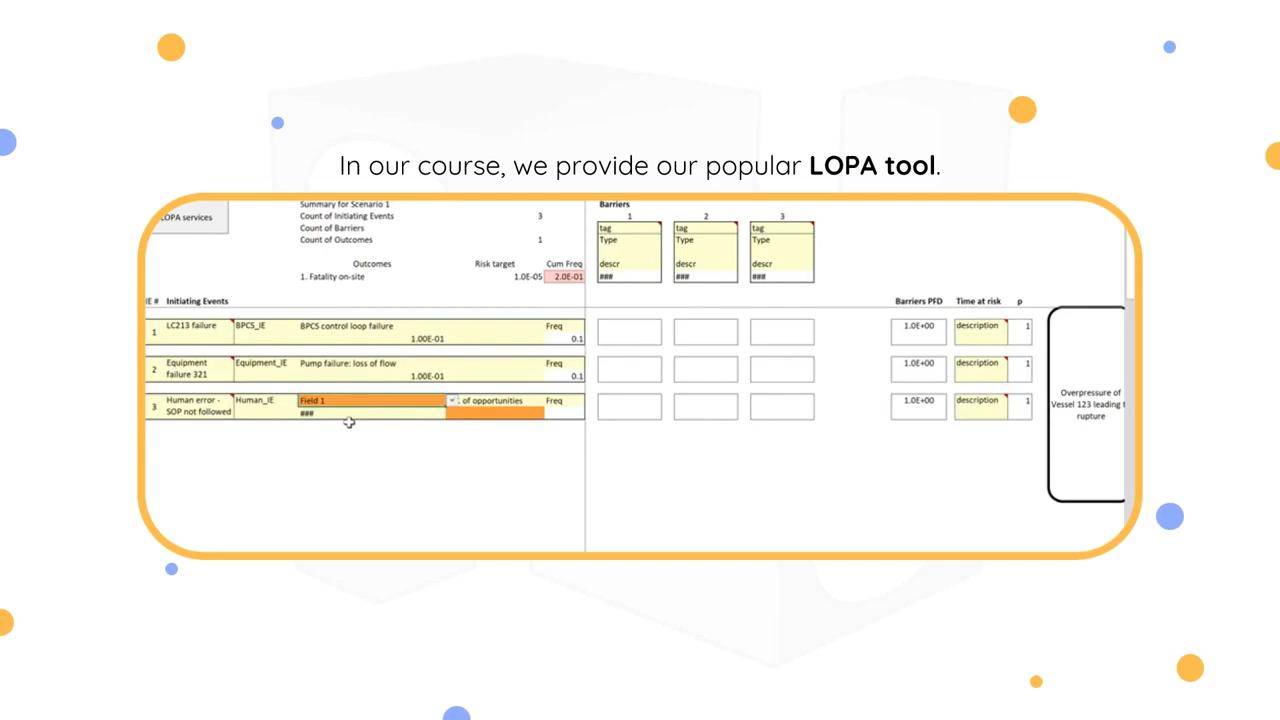 In our course, we provide our popular LOPA tool.
LOPA services
Summary for Scenario 1
Count of Initiating Events 3
Count of Barriers
Count of Outcomes 1
Outcomes Risk target Cum Freq
1. Fatality on-site 1.0E-05 2.0E-01
Barriers
1 2 3
tag tag tag
Type Type Type
descr descr descr
### ### ###
IE # Initiating Events Barriers PFD Time at risk p
1 LC213 failure BPCS_IE BPCS control loop failure Freq 1.0E+00 description 1
1.00E-01 0.1
2 Equipment failure 321 Equipment_IE Pump failure: loss of flow 1.0E+00 description 1
1.00E-01 0.1
3 Human error - Human_IE Field 1 . of opportunities Freq 1.0E+00 description 1
SOP not followed ###
Overpressure of
Vessel 123 leading t
rupture